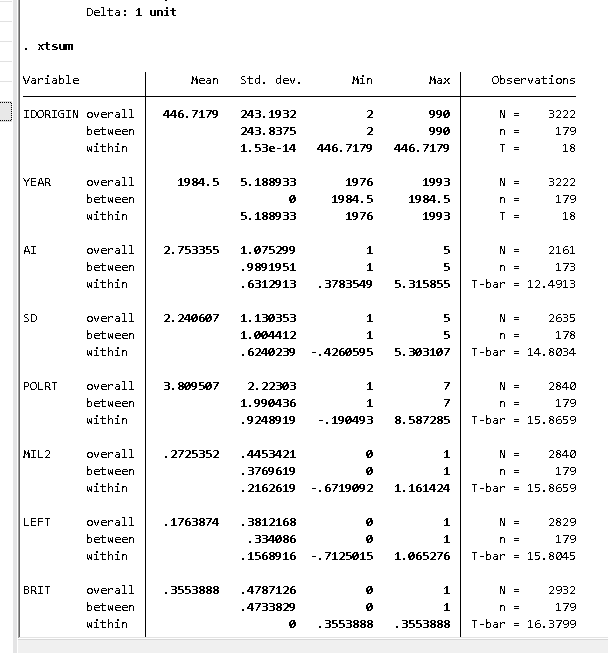 Delta: 1 unit
. xtsum
Variable Mean Std. dev. Min Max Observations
IDORIGIN overall 446.7179 243.1932 2 990 N = 3222
between 243.8375 2 990 n = 179
within 1.53e-14 446.7179 446.7179 T = 18
YEAR overall 1984.5 5.188933 1976 1993 N = 3222
between 0 1984.5 1984.5 n = 179
within 5.188933 1976 1993 T = 18
AI overall 2.753355 1.075299 1 5 N = 2161
between .9891951 1 5 n = 173
within .6312913 .3783549 5.315855 T-bar = 12.4913
SD overall 2.240607 1.130353 1 5 N = 2635
between 1.004412 1 5 n = 178
within .6240239 -.4260595 5.303107 T-bar = 14.8034
POLRT overall 3.809507 2.22303 1 7 N = 2840
between 1.990436 1 7 n = 179
within .9248919 -.190493 8.587285 T-bar = 15.8659
MIL2 overall .2725352 .4453421 0 1 N = 2840
between .3769619 0 1 n = 179
within .2162619 -.6719092 1.161424 T-bar = 15.8659
LEFT overall .1763874 .3812168 0 1 N = 2829
between .334086 0 1 n = 179
within .1568916 -.7125015 1.065276 T-bar = 15.8045
BRIT overall .3553888 .4787126 0 1 N = 2932
between .4733829 0 1 n = 179
within 0 .3553888 .3553888 T-bar = 16.3799